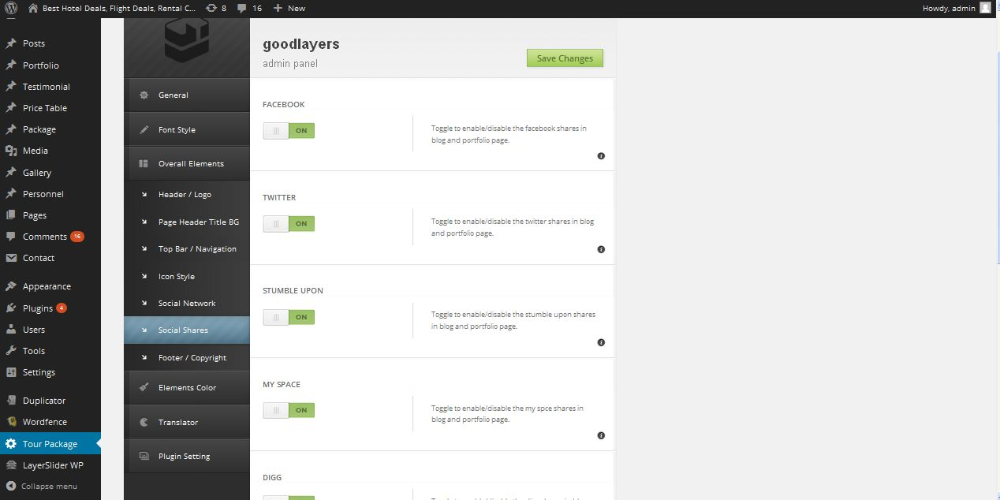 Best Hotel Deals, Flight Deals, Rental C... 8 16 New Howdy, admin
Posts
Portfolio
Testimonial
Price Table
Package
Media
Gallery
Personnel
Pages
Comments 16
Contact
Appearance
Plugins 4
Users
Tools
Settings
Duplicator
Wordfence
Tour Package
LayerSlider WP
Collapse menu
General
Font Style
Overall Elements
Header / Logo
Page Header Title BG
Top Bar / Navigation
Icon Style
Social Network
Social Shares
Footer / Copyright
Elements Color
Translator
Plugin Setting
goodlayers
admin panel
Save Changes
FACEBOOK
ON
Toggle to enable/disable the facebook shares in
blog and portfolio page.
TWITTER
ON
Toggle to enable/disable the twitter shares in blog
and portfolio page.
STUMBLE UPON
ON
Toggle to enable/disable the stumble upon shares
in blog and portfolio page.
MY SPACE
ON
Toggle to enable/disable the my spce shares in
blog and portfolio page.
DIGG